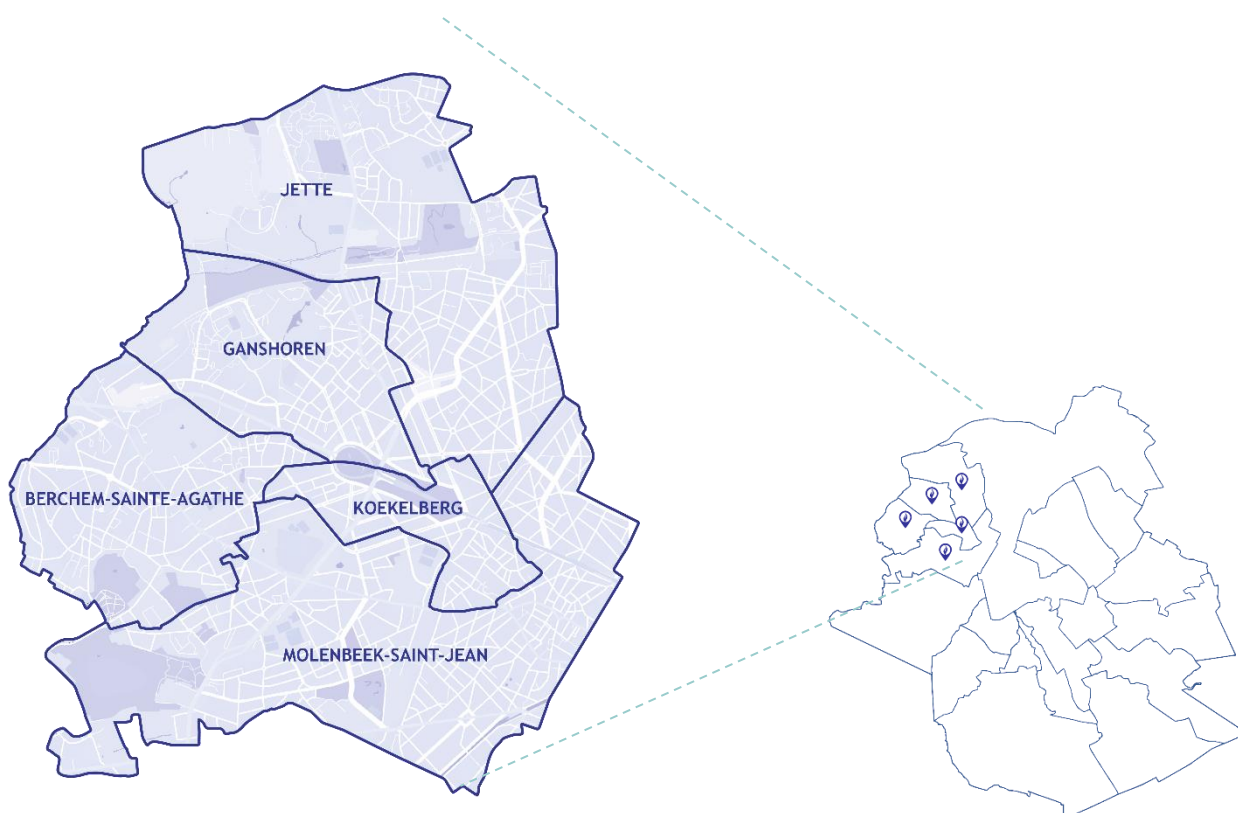 JETTE
GANSHOREN
BERCHEM-SAINTE-AGATHE
KOEKELBERG
MOLENBEEK-SAINT-JEAN